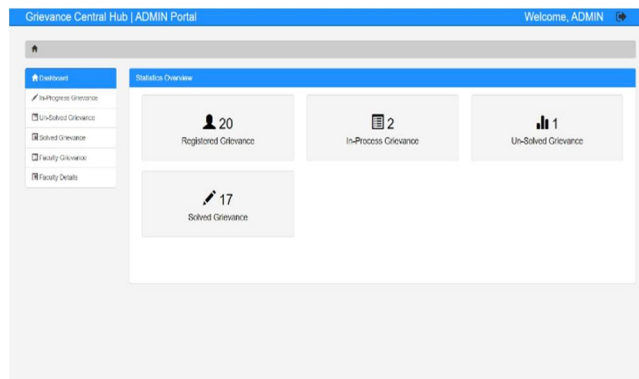 Grievance Central Hub | ADMIN Portal
Welcome, ADMIN
Dashboard
In-Progress Grievance
Un-Solved Grievance
Solved Grievance
Faculty Grievance
Faculty Details
Statistics Overview
20
Registered Grievance
2
In-Process Grievance
1
Un-Solved Grievance
17
Solved Grievance